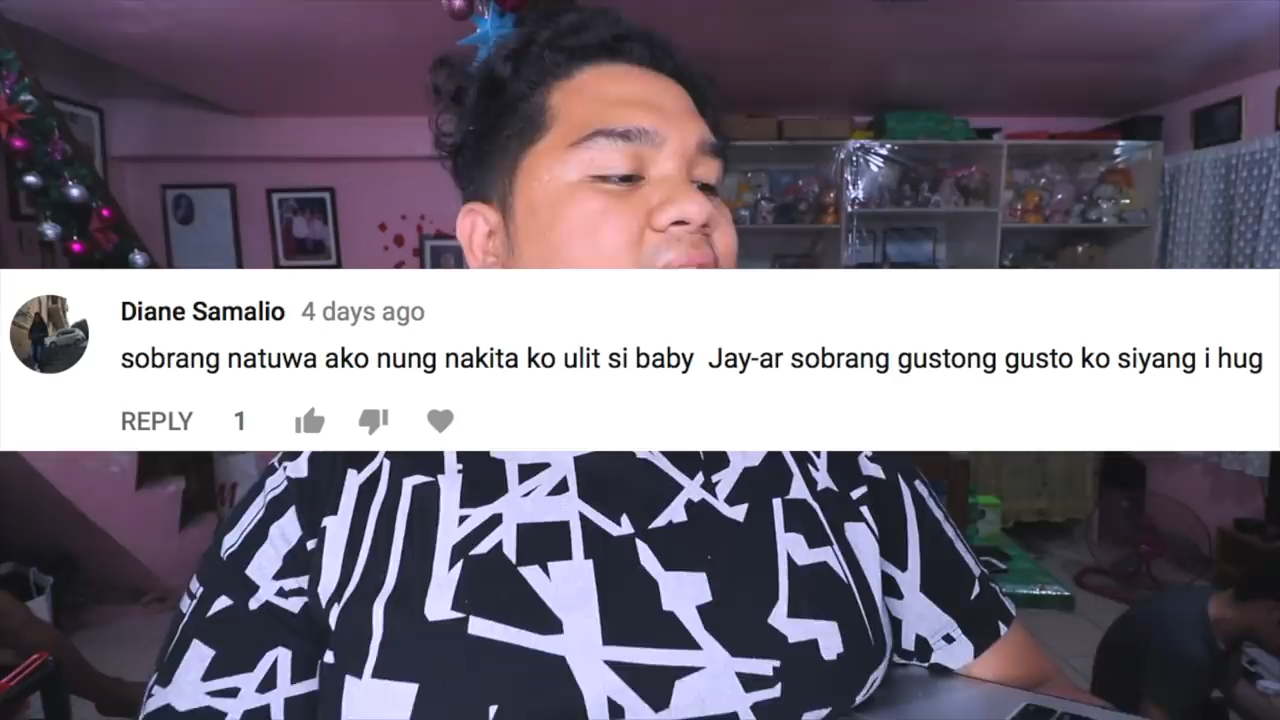 Diane Samalio 4 days ago
sobrang natuwa ako nung nakita ko ulit si baby Jay-ar sobrang gustong gusto ko siyang i hug
REPLY 1